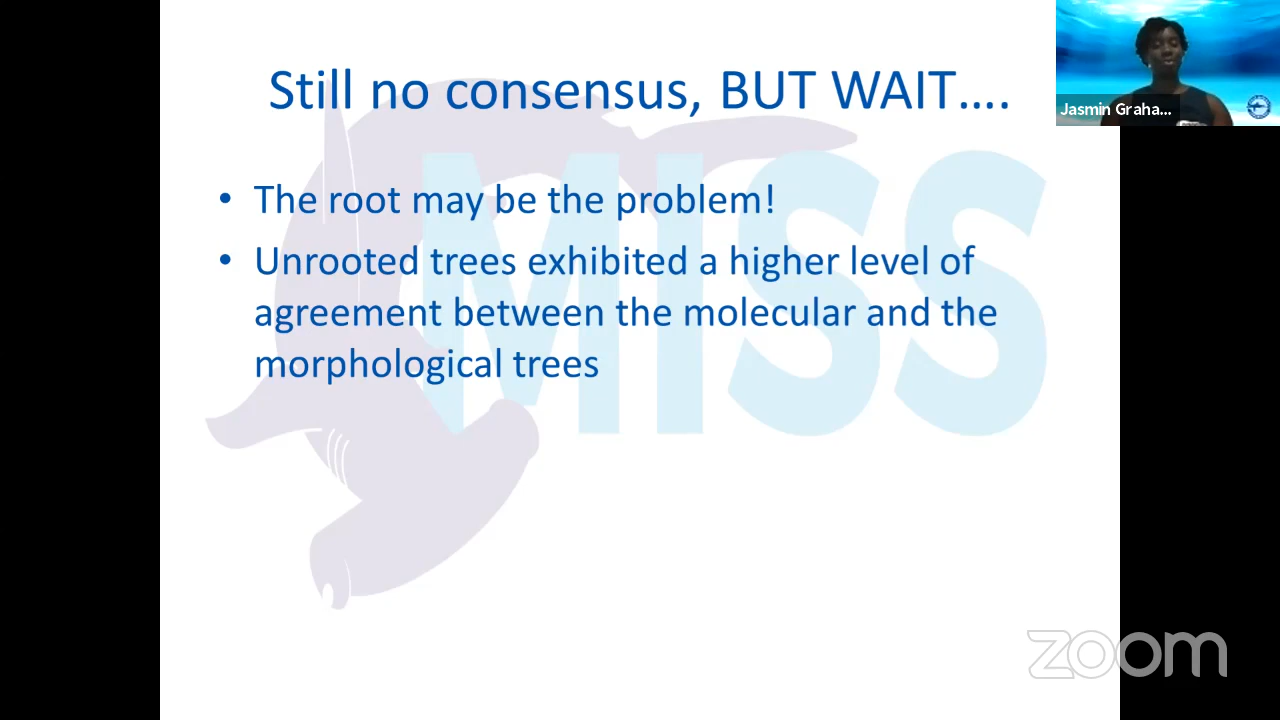 Still no consensus, BUT WAIT....
Jasmin Graha...
• The root may be the problem!
• Unrooted trees exhibited a higher level of
agreement between the molecular and the
morphological trees
MISS
zoom